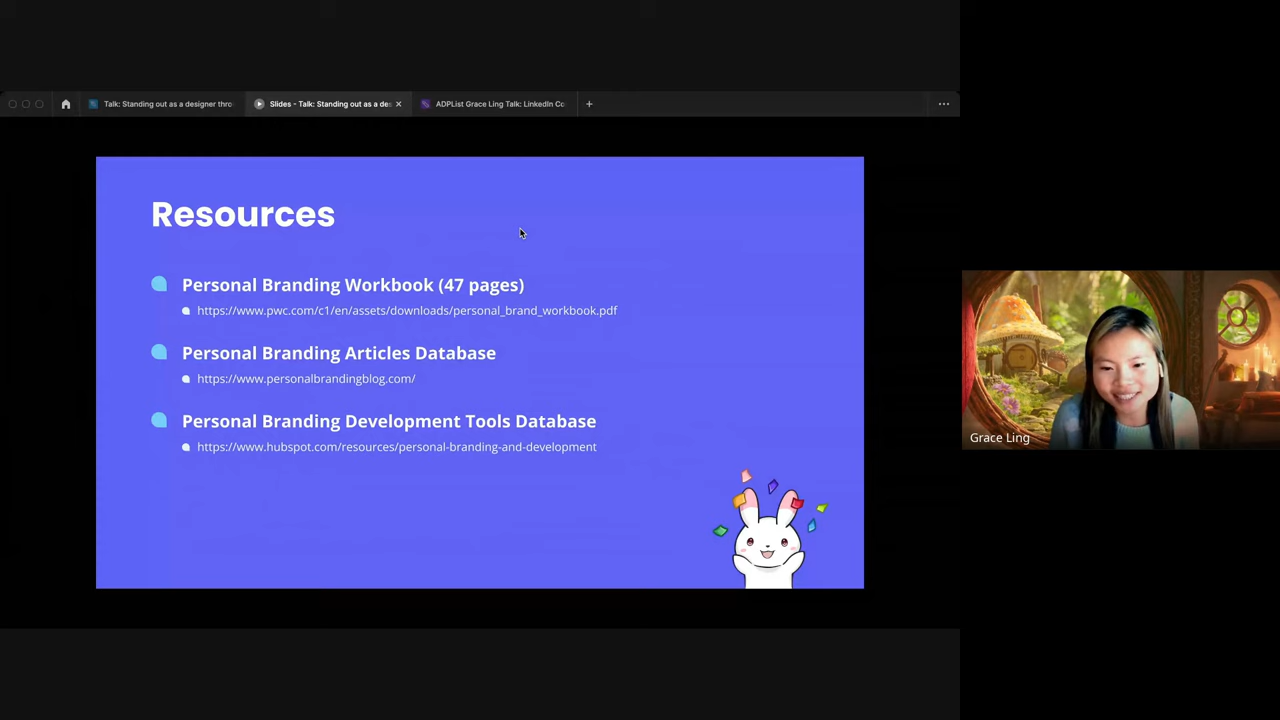 Talk: Standing out as a designer thro
Slides - Talk: Standing out as a des
ADPList Grace Ling Talk: LinkedIn Co
Resources
Personal Branding Workbook (47 pages)
https://www.pwc.com/c1/en/assets/downloads/personal_brand_workbook.pdf
Personal Branding Articles Database
https://www.personalbrandingblog.com/
Personal Branding Development Tools Database
https://www.hubspot.com/resources/personal-branding-and-development
Grace Ling